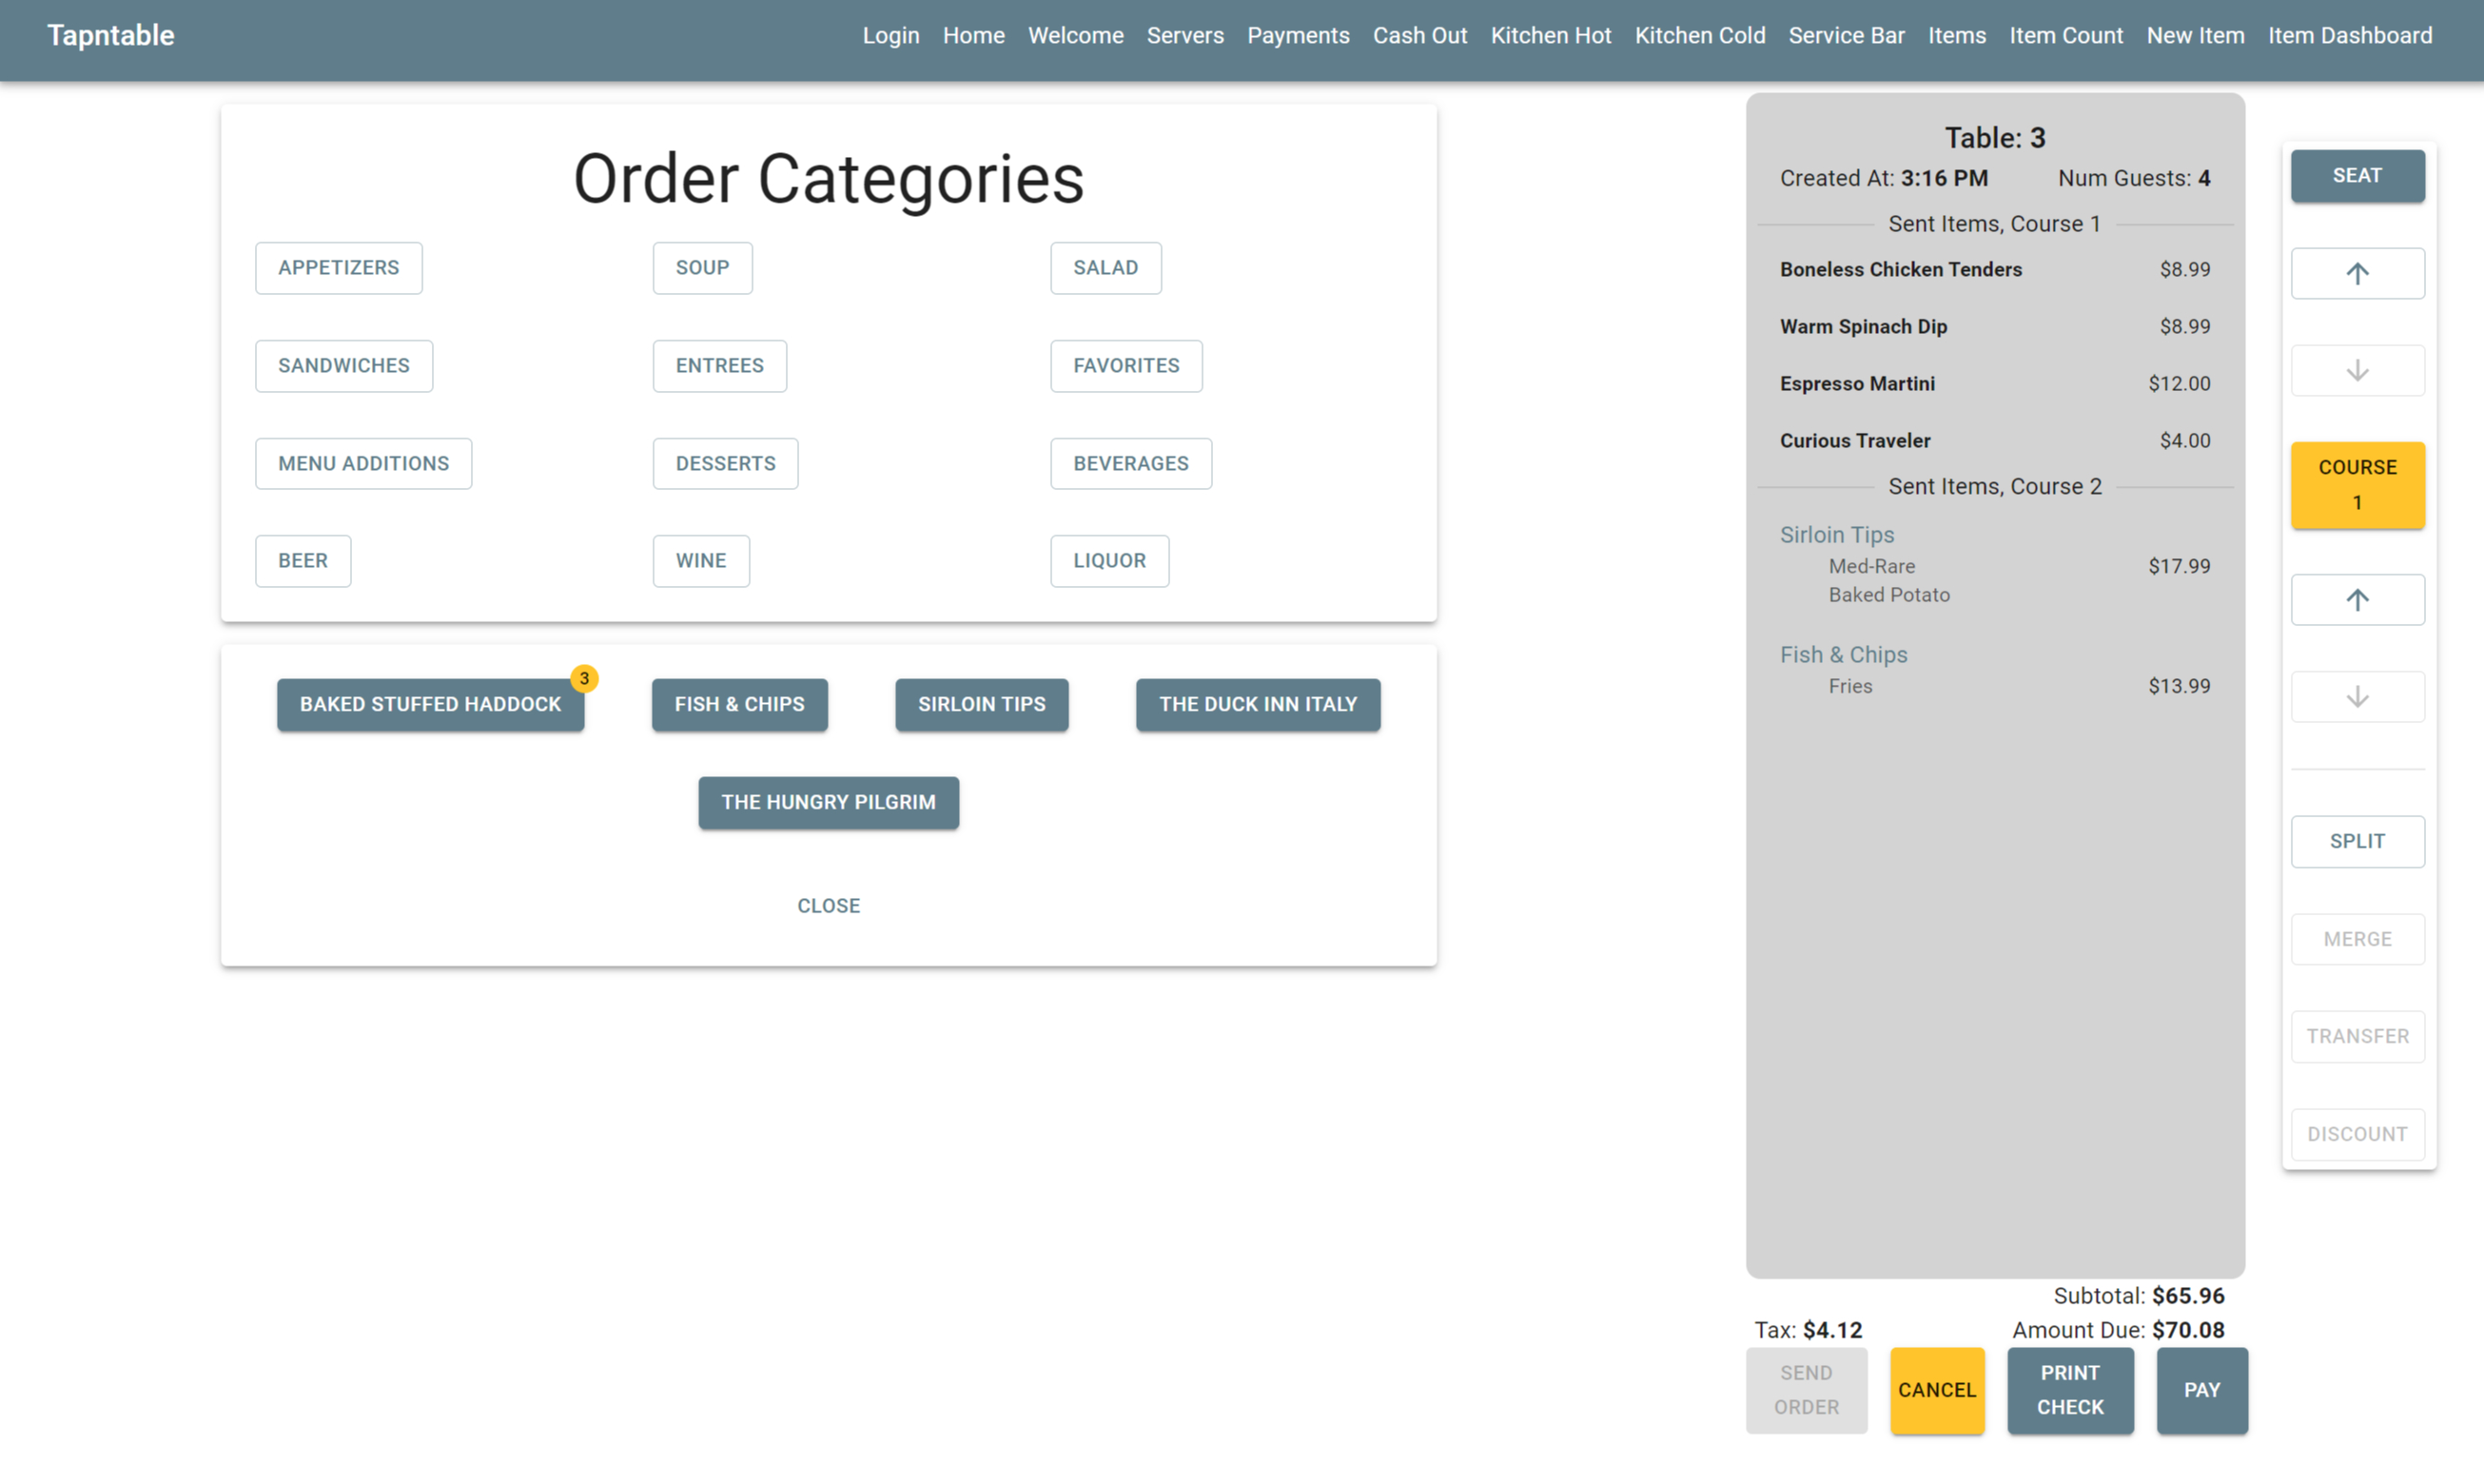 Tapntable Login Home Welcome Servers Payments Cash Out Kitchen Hot Kitchen Cold Service Bar Items Item Count New Item Item Dashboard
Order Categories
APPETIZERS SOUP SALAD
SANDWICHES ENTREES FAVORITES
MENU ADDITIONS DESSERTS BEVERAGES
BEER WINE LIQUOR
3
BAKED STUFFED HADDOCK FISH & CHIPS SIRLOIN TIPS THE DUCK INN ITALY
THE HUNGRY PILGRIM
CLOSE
Table: 3
Created At: 3:16 PM Num Guests: 4
Sent Items, Course 1
Boneless Chicken Tenders $8.99
Warm Spinach Dip $8.99
Espresso Martini $12.00
Curious Traveler $4.00
Sent Items, Course 2
Sirloin Tips
Med-Rare $17.99
Baked Potato
Fish & Chips
Fries $13.99
Subtotal: $65.96
Tax: $4.12 Amount Due: $70.08
SEND
ORDER
CANCEL
PRINT
CHECK
PAY
SEAT
COURSE
1
SPLIT
MERGE
TRANSFER
DISCOUNT